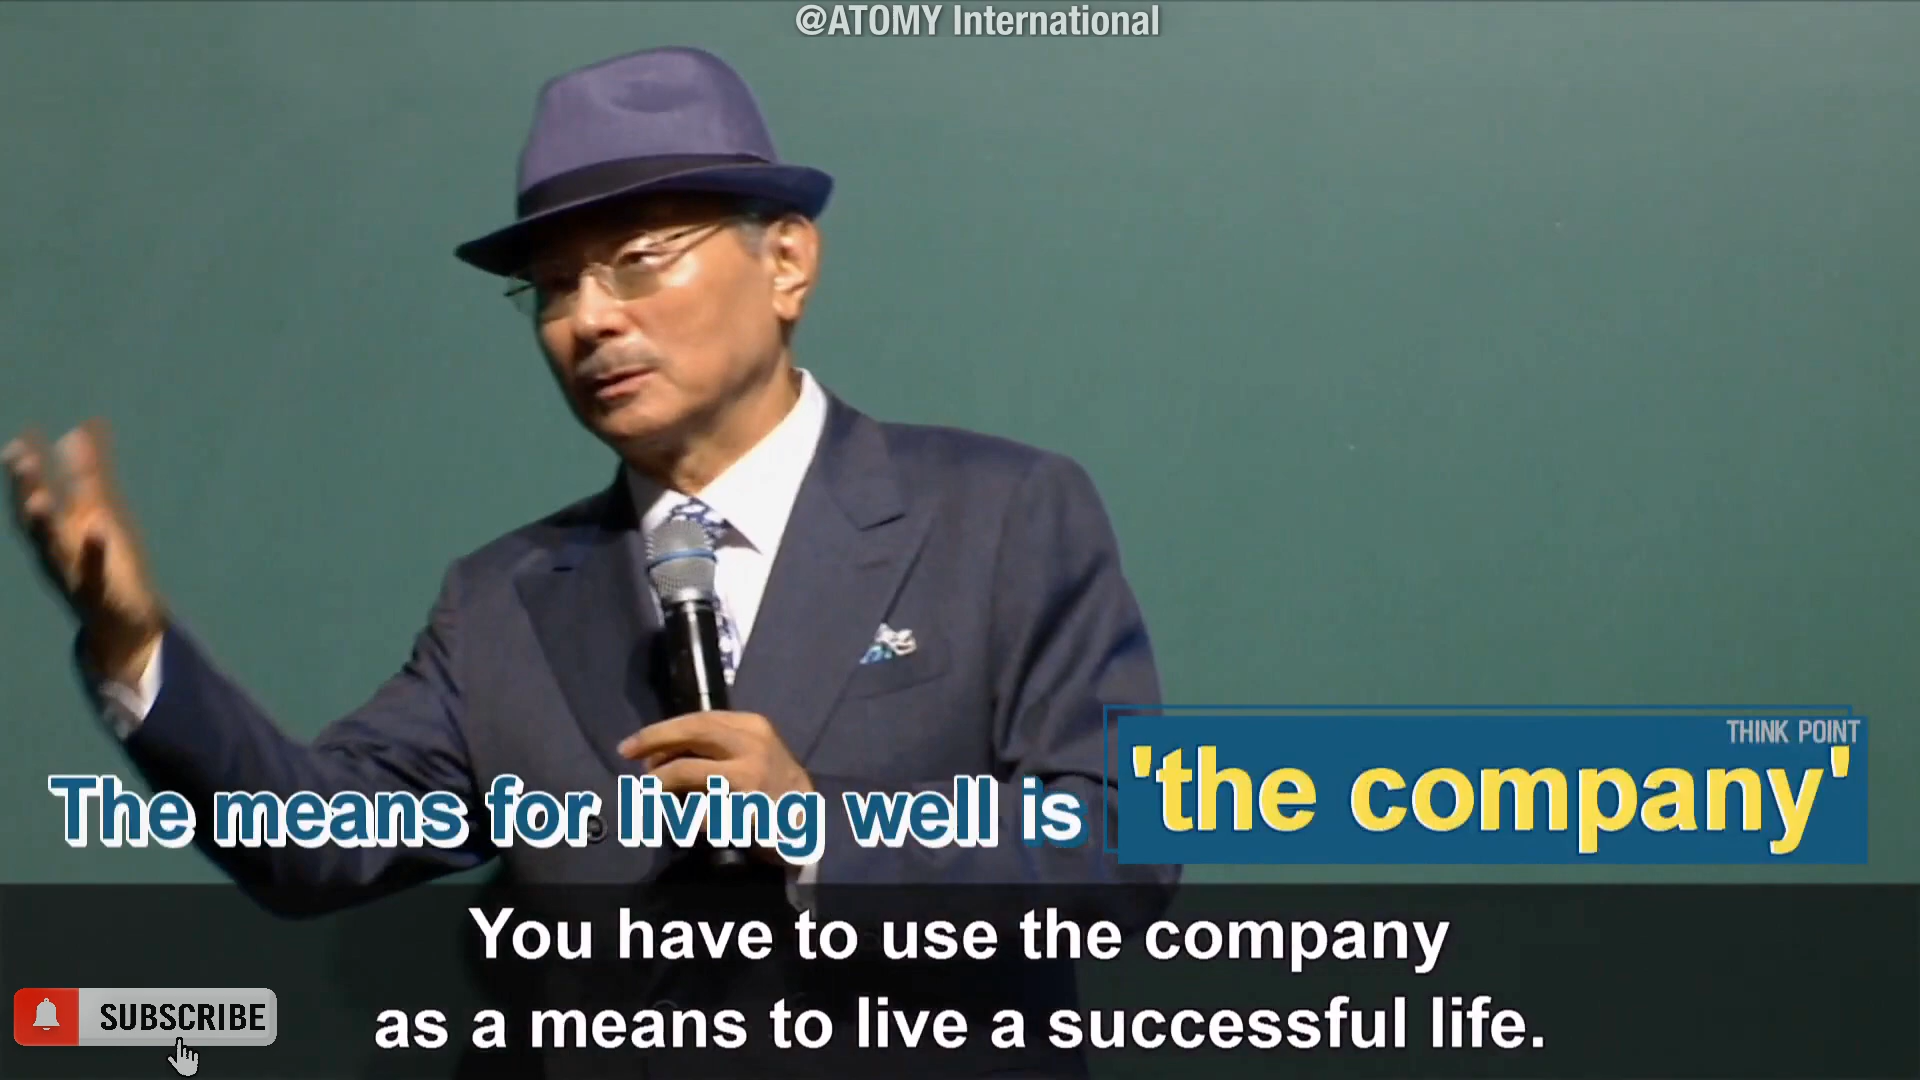 @ATOMY International
THINK POINT
The means for living well is 'the company'
You have to use the company
as a means to live a successful life.
SUBSCRIBE